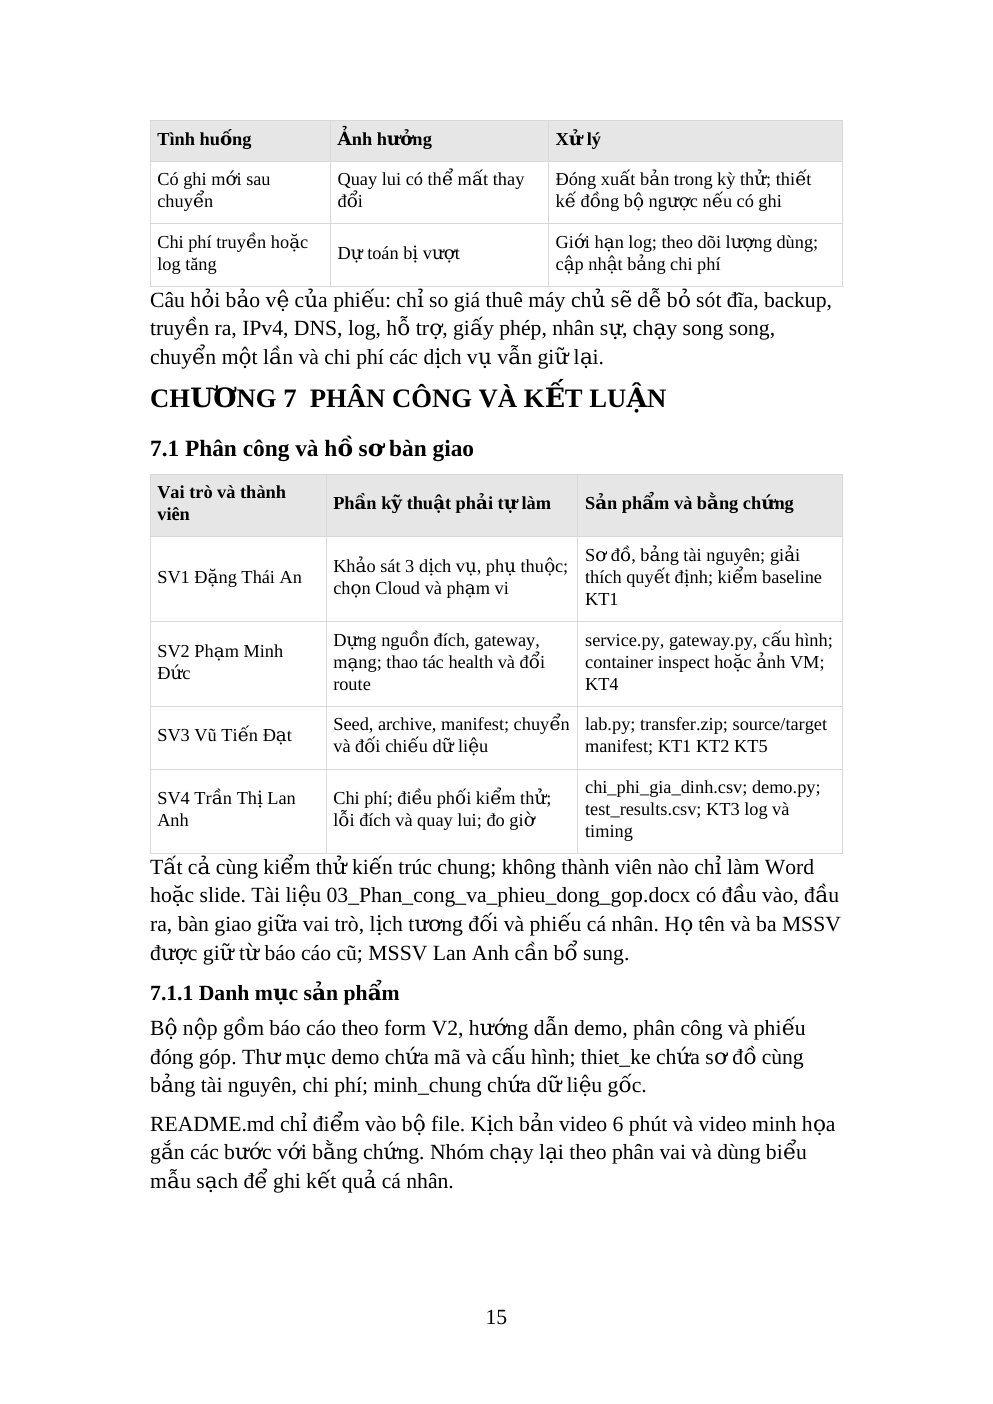 Tình huống | Ảnh hưởng | Xử lý
Có ghi mới sau chuyển | Quay lui có thể mất thay đổi | Đóng xuất bản trong kỳ thử; thiết kế đồng bộ ngược nếu có ghi
Chi phí truyền hoặc log tăng | Dự toán bị vượt | Giới hạn log; theo dõi lượng dùng; cập nhật bảng chi phí
Câu hỏi bảo vệ của phiếu: chỉ so giá thuê máy chủ sẽ dễ bỏ sót đĩa, backup,
truyền ra, IPv4, DNS, log, hỗ trợ, giấy phép, nhân sự, chạy song song,
chuyển một lần và chi phí các dịch vụ vẫn giữ lại.
CHƯƠNG 7  PHÂN CÔNG VÀ KẾT LUẬN
7.1 Phân công và hồ sơ bàn giao
Vai trò và thành viên | Phần kỹ thuật phải tự làm | Sản phẩm và bằng chứng
SV1 Đặng Thái An | Khảo sát 3 dịch vụ, phụ thuộc; chọn Cloud và phạm vi | Sơ đồ, bảng tài nguyên; giải thích quyết định; kiểm baseline KT1
SV2 Phạm Minh Đức | Dựng nguồn đích, gateway, mạng; thao tác health và đổi route | service.py, gateway.py, cấu hình; container inspect hoặc ảnh VM; KT4
SV3 Vũ Tiến Đạt | Seed, archive, manifest; chuyển và đối chiếu dữ liệu | lab.py; transfer.zip; source/target manifest; KT1 KT2 KT5
SV4 Trần Thị Lan Anh | Chi phí; điều phối kiểm thử; lỗi đích và quay lui; đo giờ | chi_phi_gia_dinh.csv; demo.py; test_results.csv; KT3 log và timing
Tất cả cùng kiểm thử kiến trúc chung; không thành viên nào chỉ làm Word
hoặc slide. Tài liệu 03_Phan_cong_va_phieu_dong_gop.docx có đầu vào, đầu
ra, bàn giao giữa vai trò, lịch tương đối và phiếu cá nhân. Họ tên và ba MSSV
được giữ từ báo cáo cũ; MSSV Lan Anh cần bổ sung.
7.1.1 Danh mục sản phẩm
Bộ nộp gồm báo cáo theo form V2, hướng dẫn demo, phân công và phiếu
đóng góp. Thư mục demo chứa mã và cấu hình; thiet_ke chứa sơ đồ cùng
bảng tài nguyên, chi phí; minh_chung chứa dữ liệu gốc.
README.md chỉ điểm vào bộ file. Kịch bản video 6 phút và video minh họa
gắn các bước với bằng chứng. Nhóm chạy lại theo phân vai và dùng biểu
mẫu sạch để ghi kết quả cá nhân.
15